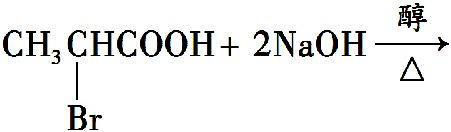 醇
CH₃CHCOOH + 2NaOH ⟶
△
Br